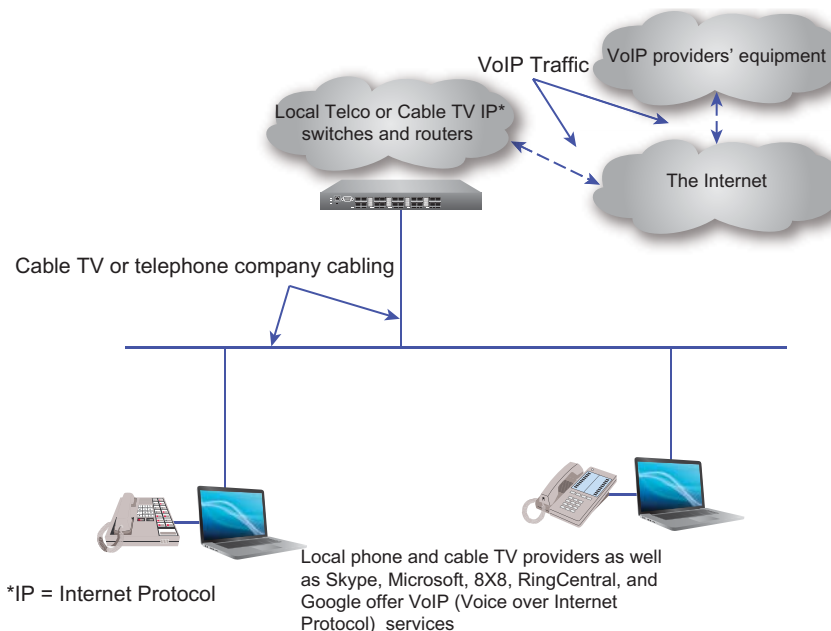 VoIP providers' equipment
VoIP Traffic
Local Telco or Cable TV IP*
switches and routers
The Internet
Cable TV or telephone company cabling
Local phone and cable TV providers as well
as Skype, Microsoft, 8X8, RingCentral, and
Google offer VoIP (Voice over Internet
Protocol) services
*IP = Internet Protocol